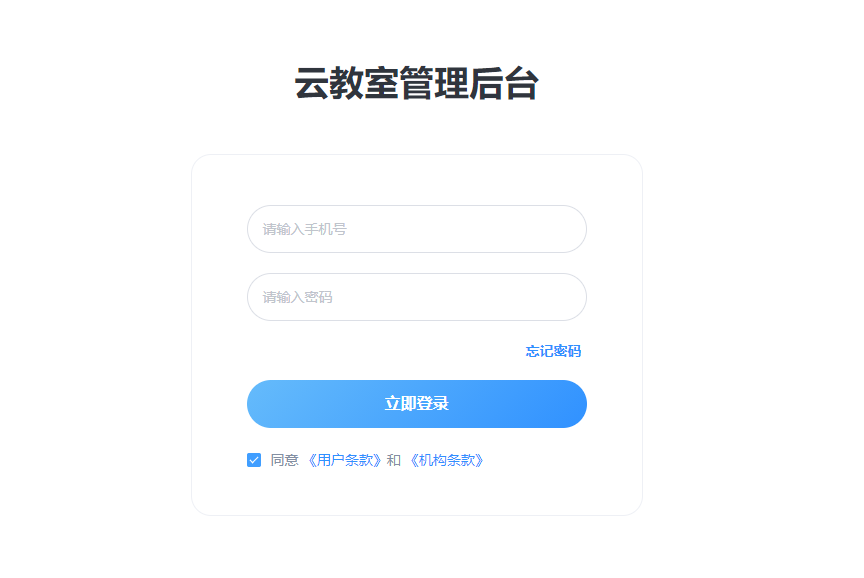 云教室管理后台
请输入手机号
请输入密码
忘记密码
立即登录
同意 《用户条款》和 《机构条款》